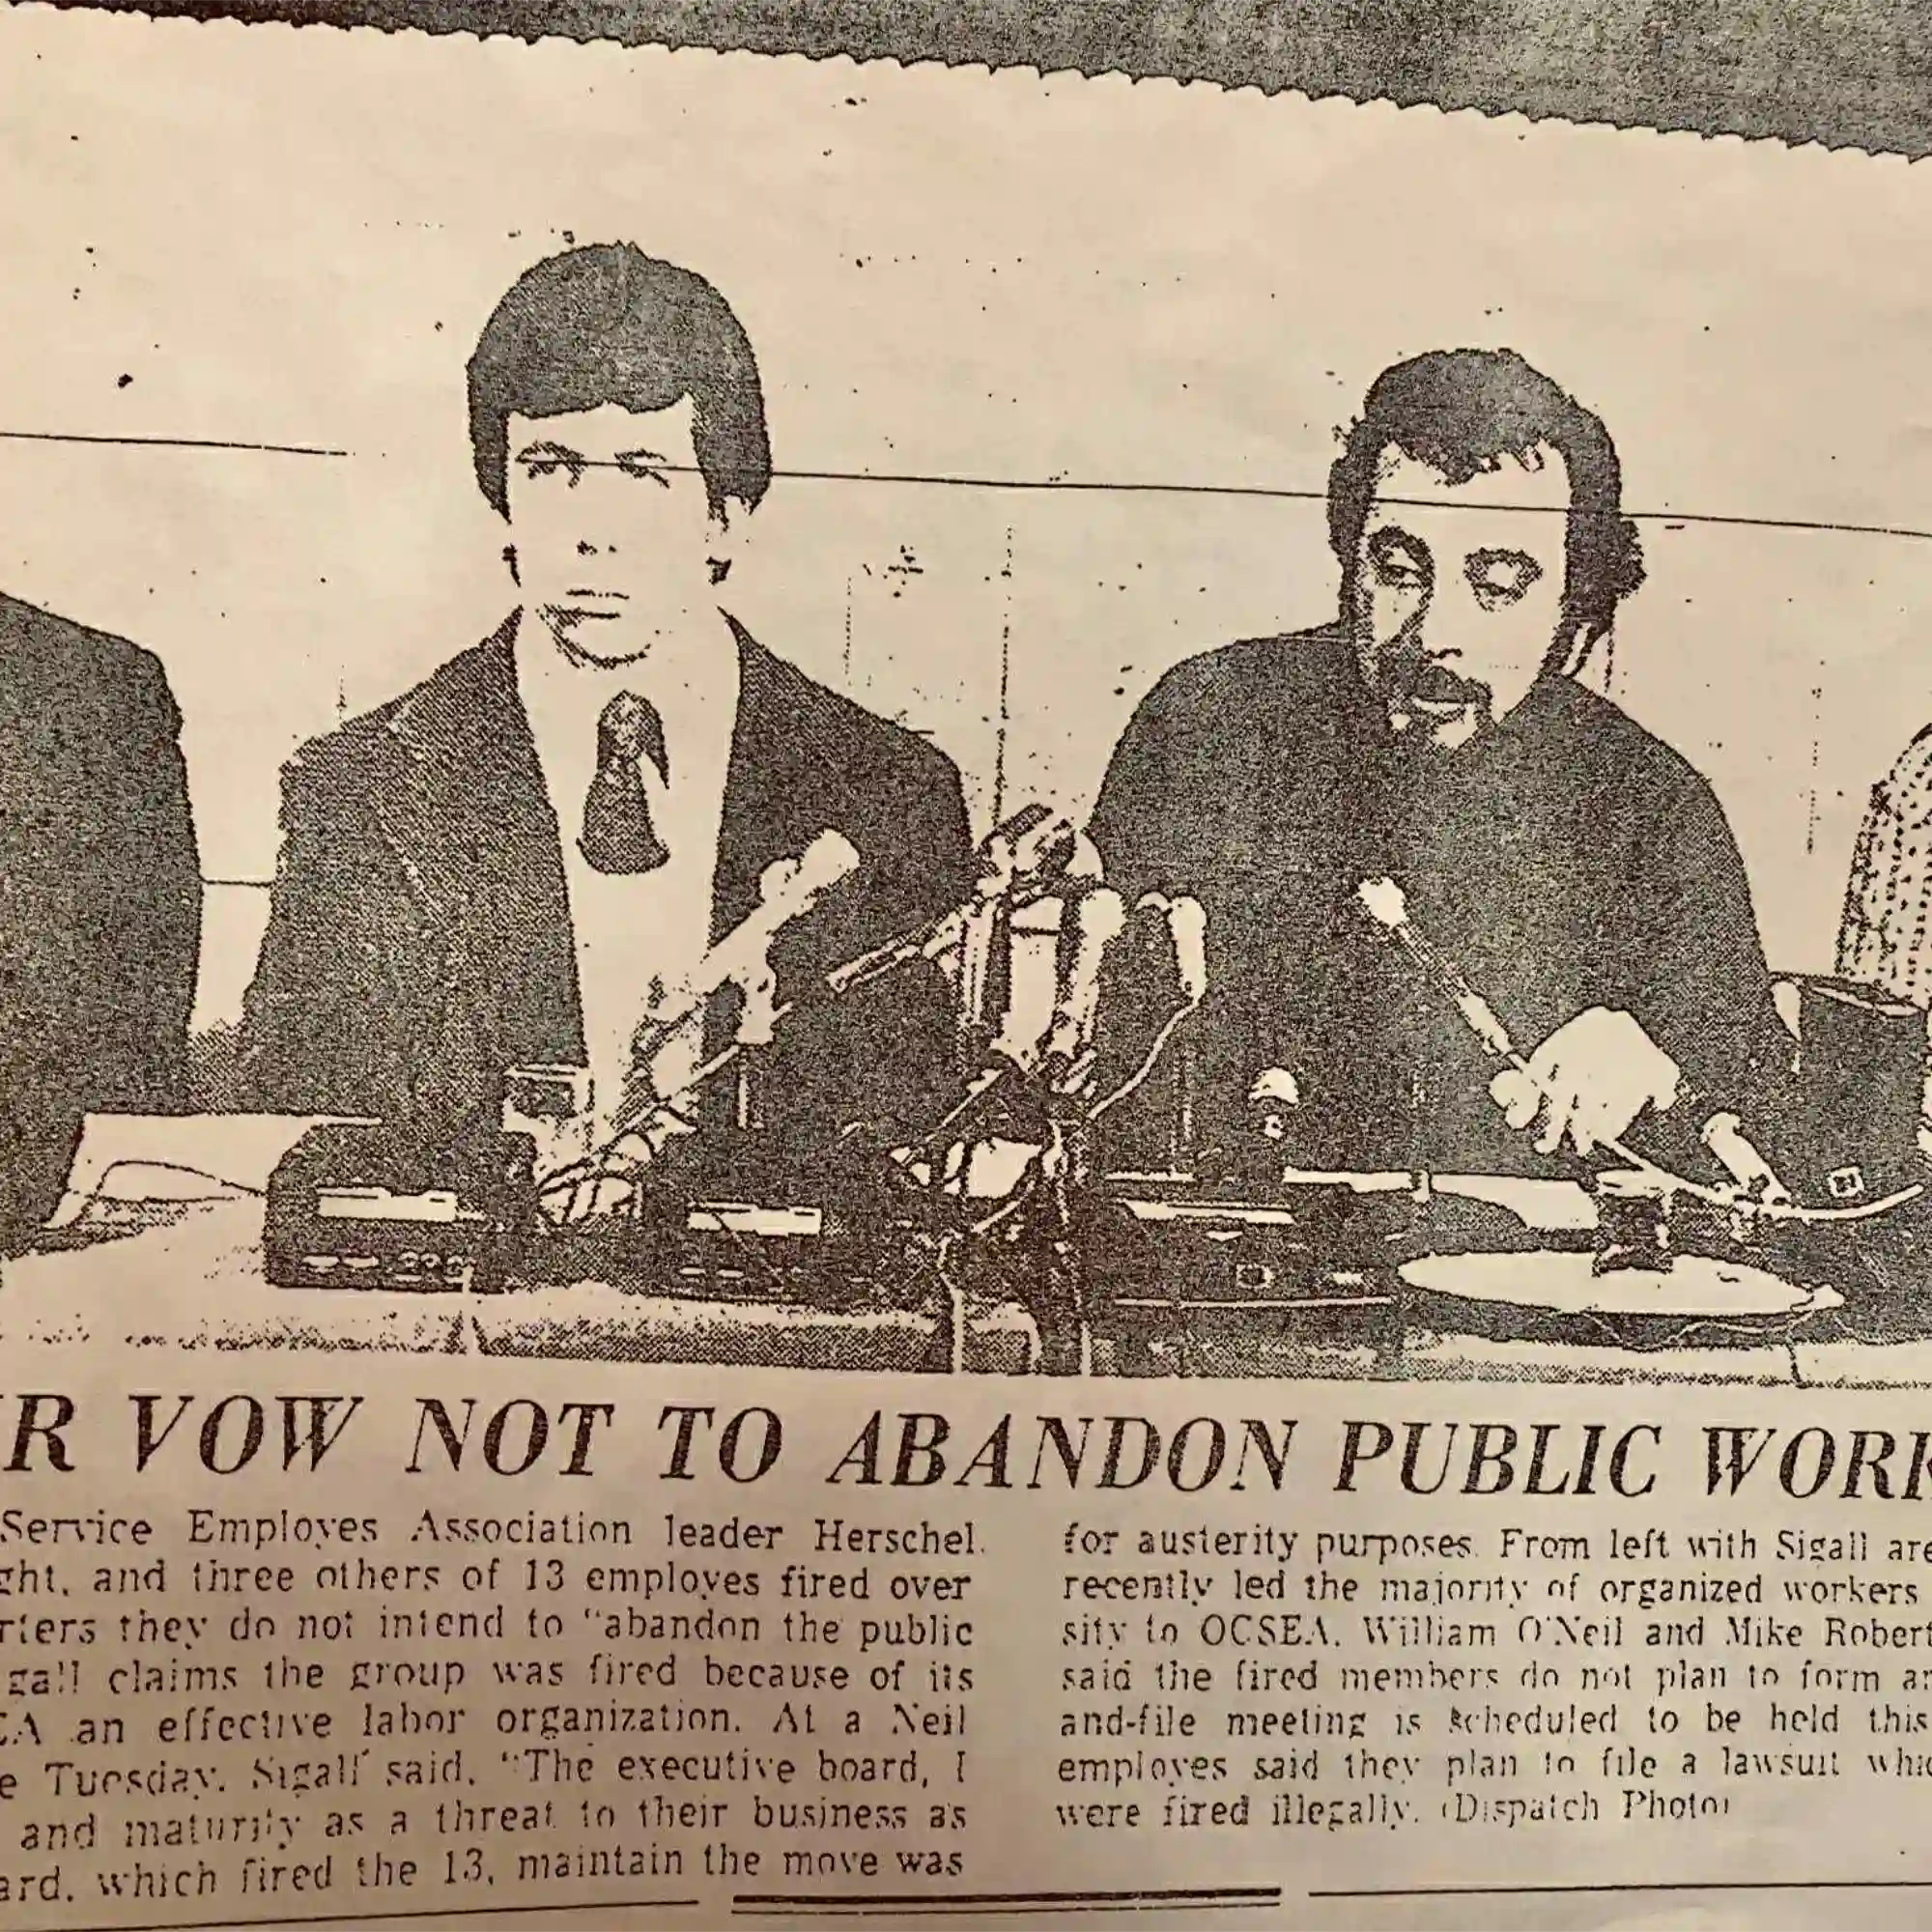 R VOW NOT TO ABANDON PUBLIC WORK
Service Employes Association leader Herschel
ght, and three others of 13 employes fired over
rters they do not intend to "abandon the public
gall claims the group was fired because of its
EA an effective labor organization. At a Neil
e Tuesday, Sigall said, "The executive board, I
and maturity as a threat to their business as
ard, which fired the 13, maintain the move was
for austerity purposes. From left with Sigall are
recently led the majority of organized workers
sity to OCSEA, William O'Neil and Mike Robert
said the fired members do not plan to form an
and-file meeting is scheduled to be held this
employes said they plan to file a lawsuit whic
were fired illegally. (Dispatch Photo)